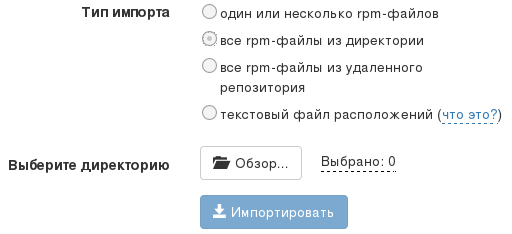 Тип импорта
один или несколько rpm-файлов
все rpm-файлы из директории
все rpm-файлы из удаленного
репозитория
текстовый файл расположений (что это?)
Выберите директорию
Обзор...
Выбрано: 0
Импортировать